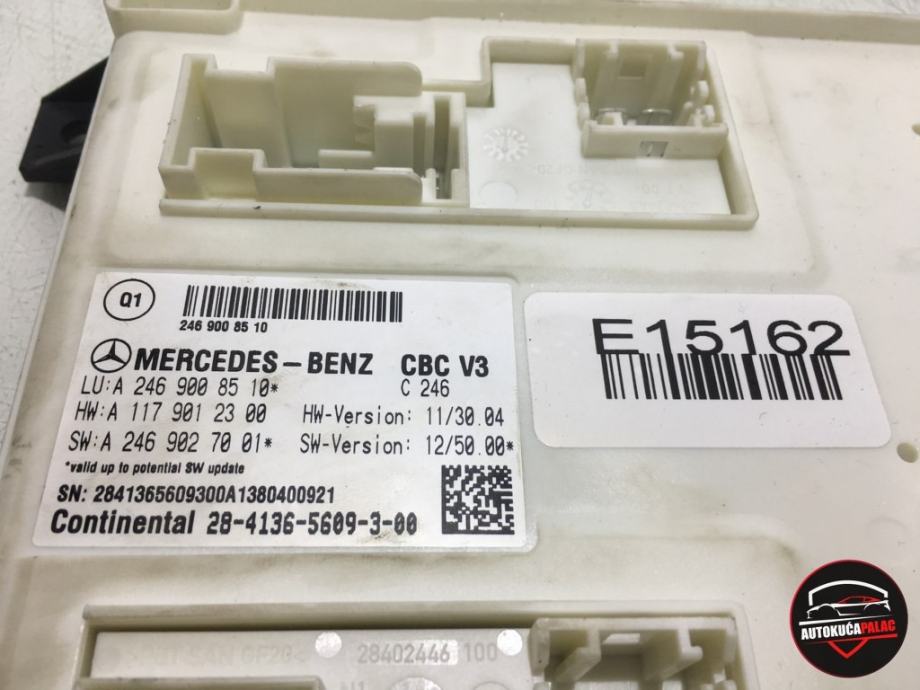 Q1
246 900 85 10
MERCEDES-BENZ CBC V3
LU: A 246 900 85 10* C 246
HW: A 117 901 23 00 HW-Version: 11/30.04
SW: A 246 902 70 01* SW-Version: 12/50.00*
*valid up to potential SW update
SN: 2841365609300A1380400921
Continental 28-4136-5609-3-00
E15162
28402446 100
AUTOKUĆAPALAC